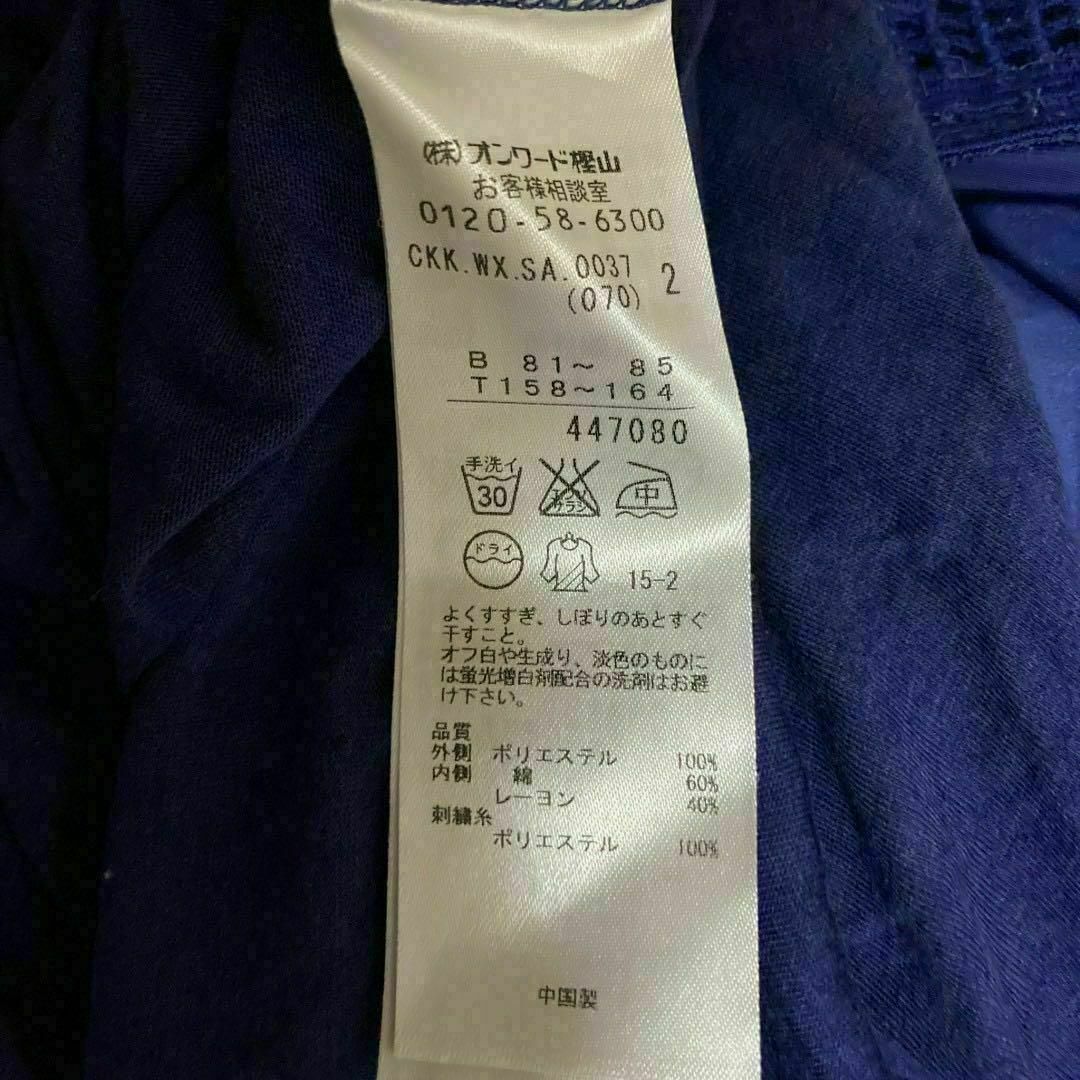 (株)オンワード樫山
お客様相談室
0120-58-6300
CKK.WX.SA.0037 2
(070)
B 81〜 85
T158〜164
447080
手洗イ
30
エンソ
サラシ
中
ドライ
15-2
よくすすぎ、しぼりのあとすぐ
干すこと。
オフ白や生成り、淡色のものに
は蛍光増白剤配合の洗剤はお避
け下さい。
品質
外側 ポリエステル 100%
内側 綿 60%
レーヨン 40%
刺繍糸
ポリエステル 100%
中国製